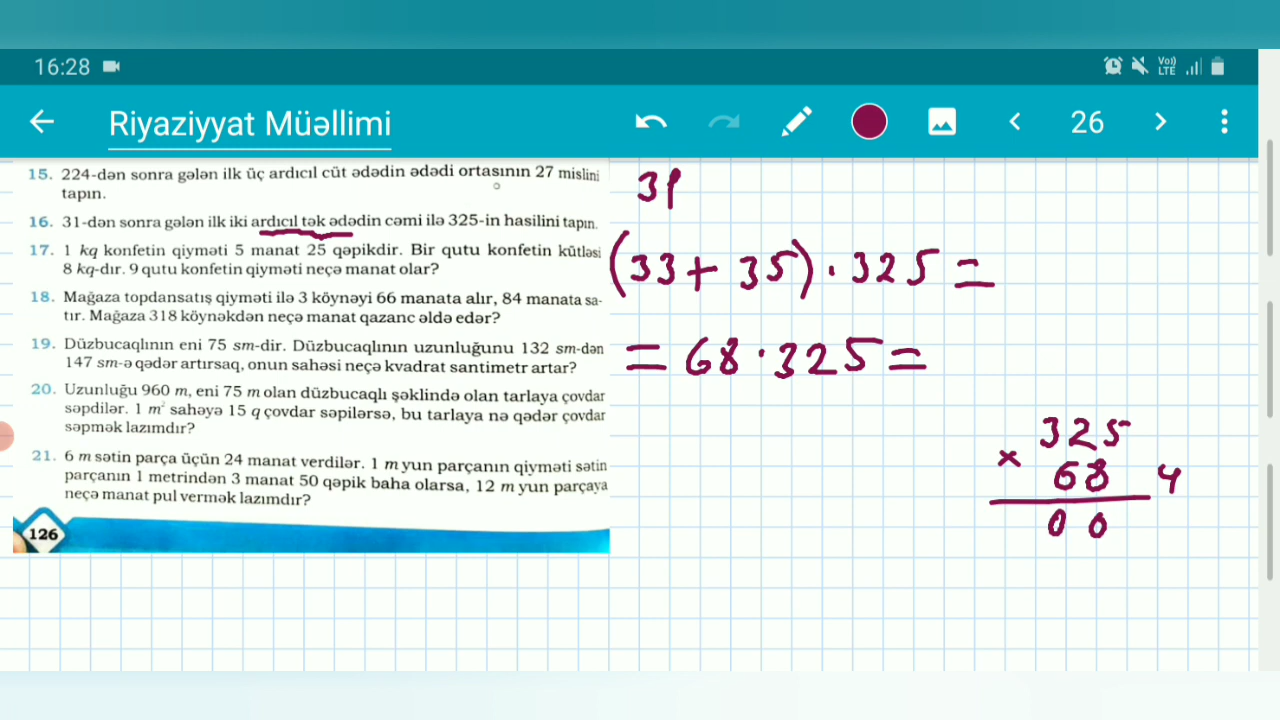 16:28
Vo)) LTE
Riyaziyyat Müəllimi
26
15. 224-dən sonra gələn ilk üç ardıcıl cüt ədədin ədədi ortasının 27 mislini
tapın.
16. 31-dən sonra gələn ilk iki ardıcıl tək ədədin cəmi ilə 325-in hasilini tapın.
17. 1 kq konfetin qiyməti 5 manat 25 qəpikdir. Bir qutu konfetin kütləsi
8 kq-dır. 9 qutu konfetin qiyməti neçə manat olar?
18. Mağaza topdansatış qiyməti ilə 3 köynəyi 66 manata alır, 84 manata sa-
tır. Mağaza 318 köynəkdən neçə manat qazanc əldə edər?
19. Düzbucaqlının eni 75 sm-dir. Düzbucaqlının uzunluğunu 132 sm-dən
147 sm-ə qədər artırsaq, onun sahəsi neçə kvadrat santimetr artar?
20. Uzunluğu 960 m, eni 75 m olan düzbucaqlı şəklində olan tarlaya çovdar
səpdilər. 1 m² sahəyə 15 q çovdar səpilərsə, bu tarlaya nə qədər çovdar
səpmək lazımdır?
21. 6 m sətin parça üçün 24 manat verdilər. 1 m yun parçanın qiyməti sətin
parçanın 1 metrindən 3 manat 50 qəpik baha olarsa, 12 m yun parçaya
neçə manat pul vermək lazımdır?
126
31
(33+35)·325=
=68·325=
325
×
68 4
00